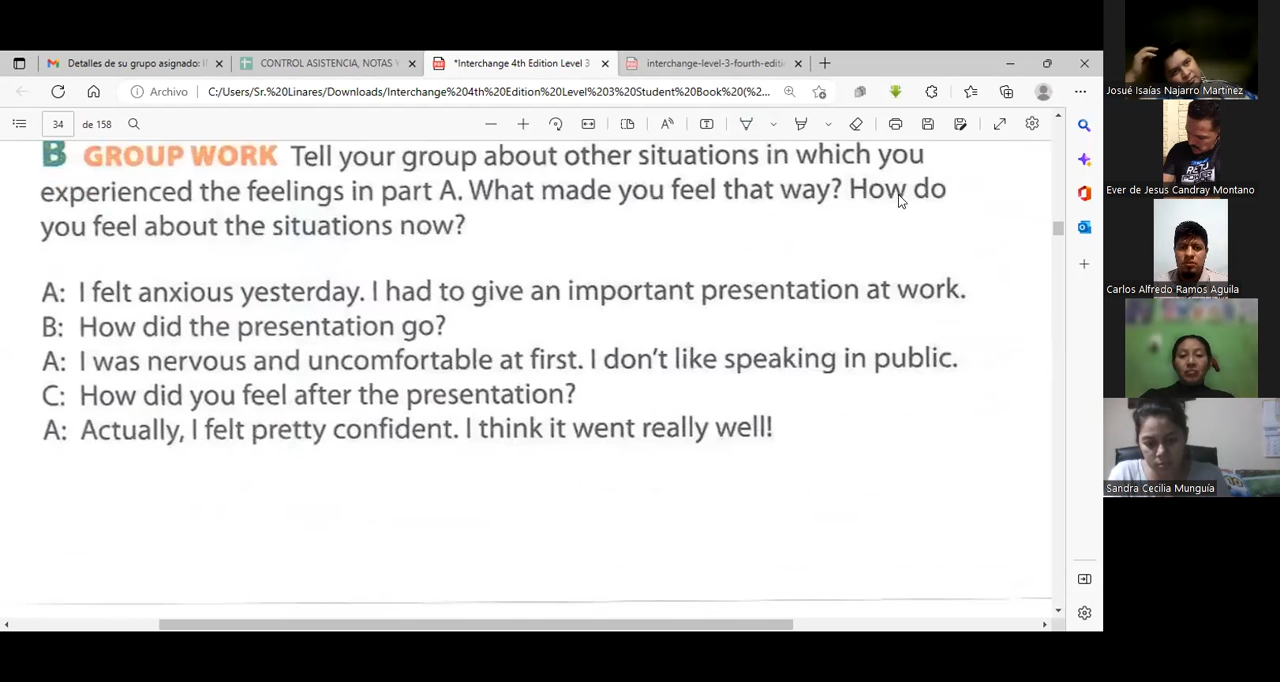 Detalles de su grupo asignado: I
CONTROL ASISTENCIA, NOTAS Y
*Interchange 4th Edition Level 3
interchange-level-3-fourth-editi
Archivo
C:/Users/Sr.%20Linares/Downloads/Interchange%204th%20Edition%20Level%203%20Student%20Book%20(%2...
34
de 158
B GROUP WORK Tell your group about other situations in which you
experienced the feelings in part A. What made you feel that way? How do
you feel about the situations now?
A: I felt anxious yesterday. I had to give an important presentation at work.
B: How did the presentation go?
A: I was nervous and uncomfortable at first. I don't like speaking in public.
C: How did you feel after the presentation?
A: Actually, I felt pretty confident. I think it went really well!
Josué Isaías Najarro Martínez
Ever de Jesus Candray Montano
Carlos Alfredo Ramos Aguila
Sandra Cecilia Munguía